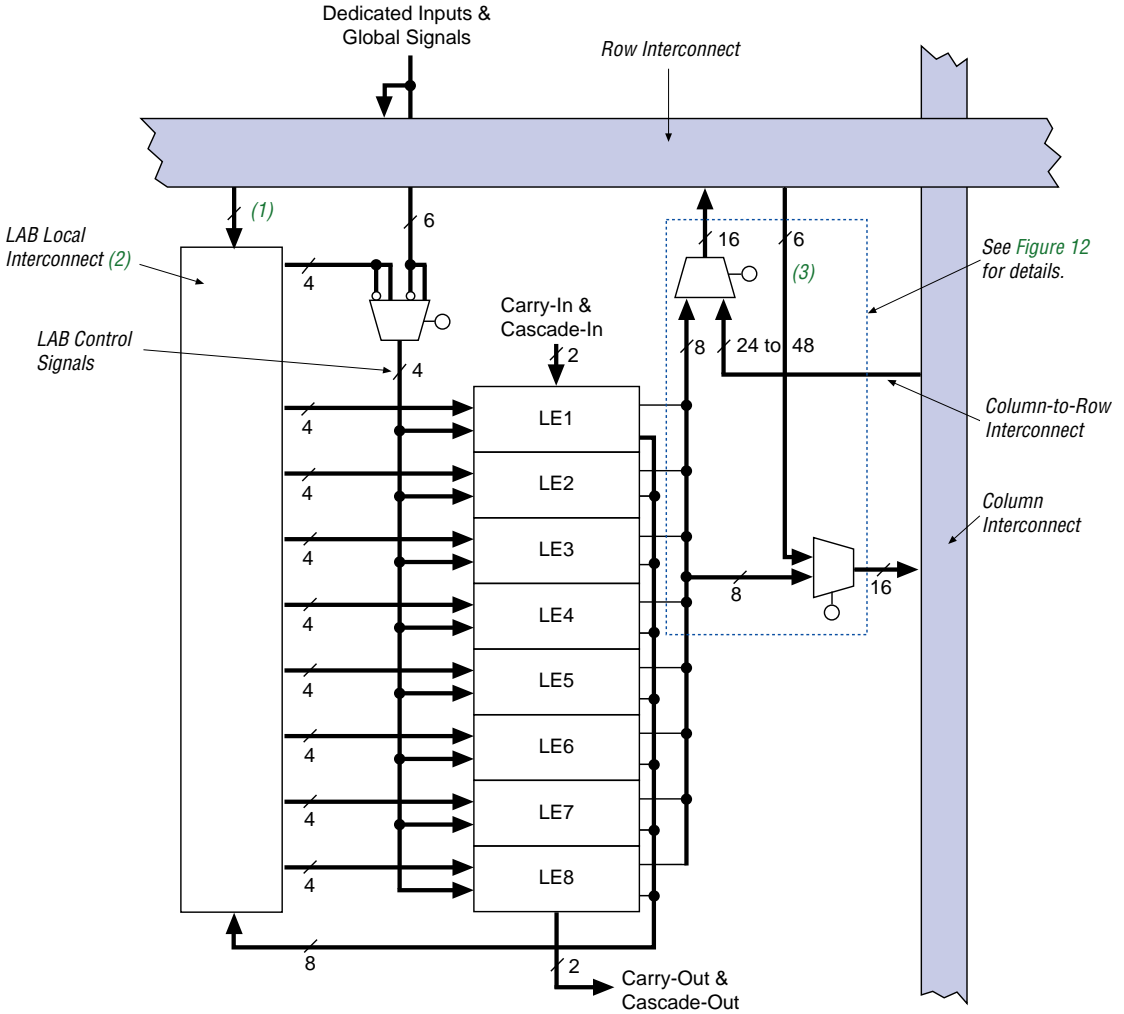 Dedicated Inputs &
Global Signals
Row Interconnect
(1)
6
LAB Local
Interconnect (2)
4
16
6
(3)
See Figure 12
for details.
Carry-In &
Cascade-In
2
LAB Control
Signals
4
8
24 to 48
Column-to-Row
Interconnect
4
LE1
4
LE2
Column
Interconnect
4
LE3
8
16
4
LE4
4
LE5
4
LE6
4
LE7
4
LE8
8
2
Carry-Out &
Cascade-Out